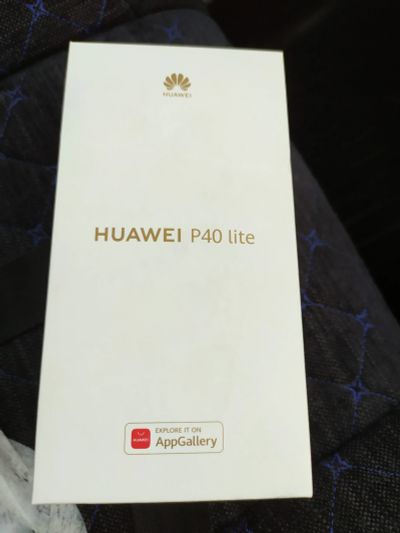 HUAWEI
HUAWEI P40 lite
EXPLORE IT ON
HUAWEI
AppGallery